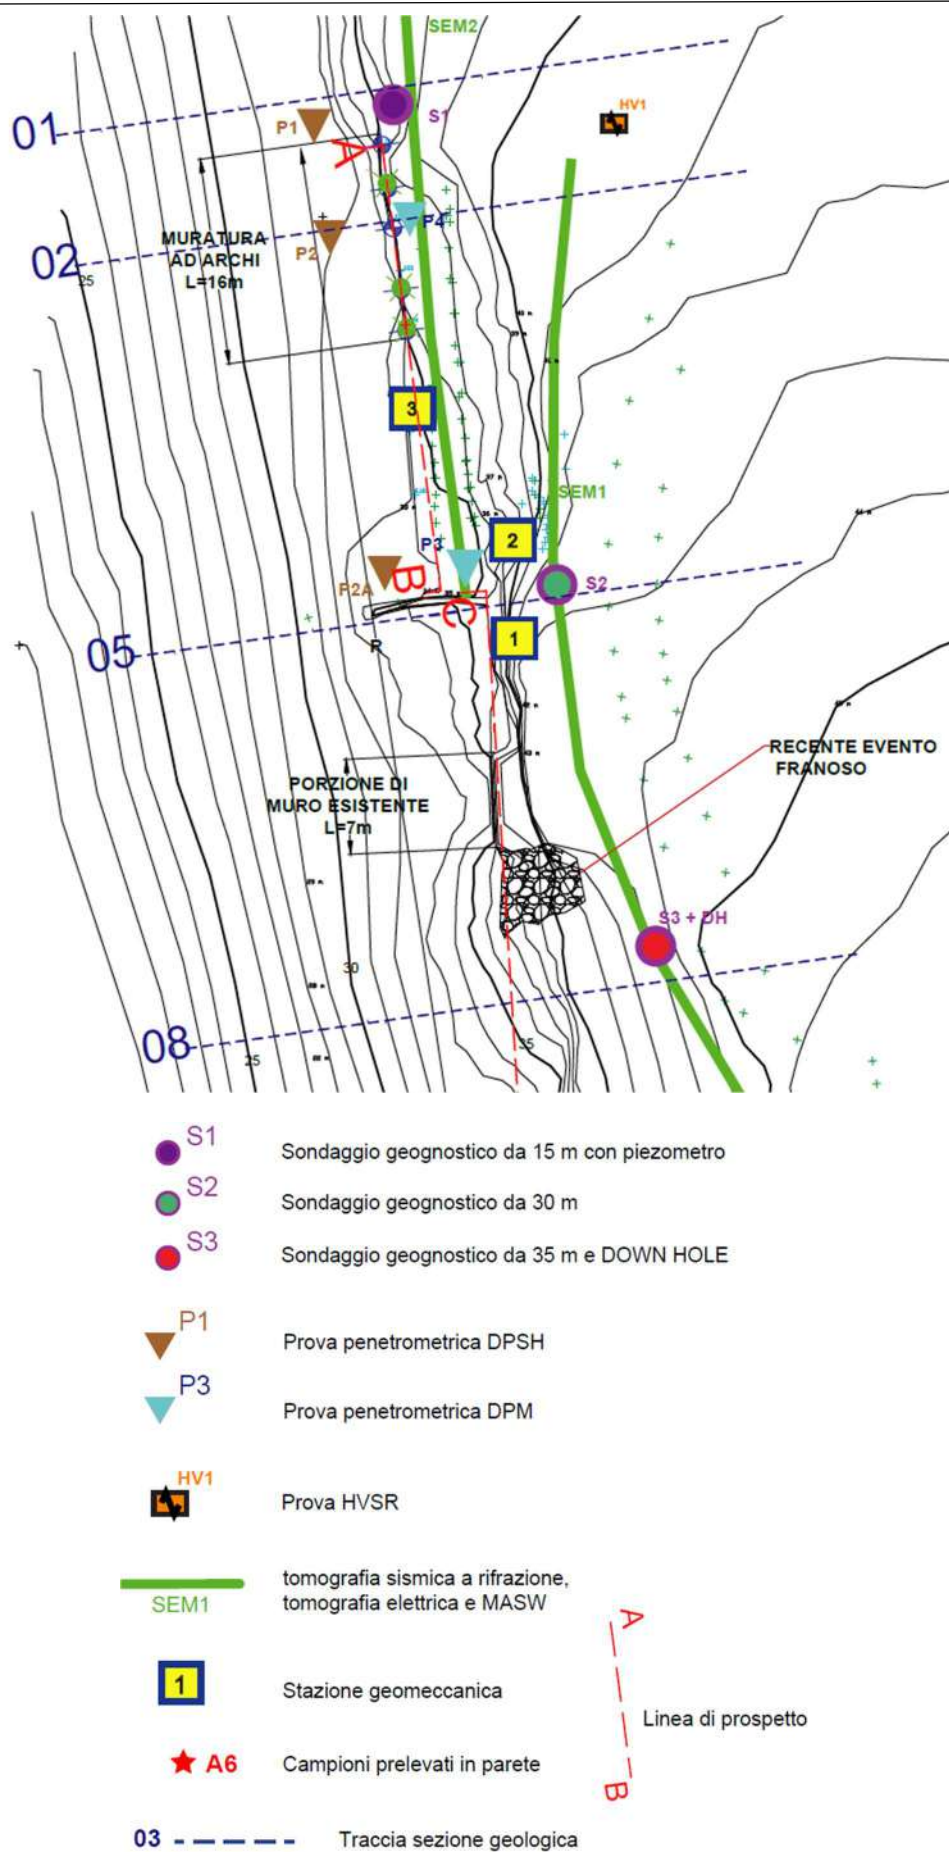 SEM2
HV1
S1
01
P1
A
P4
P2
MURATURA
AD ARCHI
L=16m
02
25
3
SEM1
2
P3
S2
P2A
B
C
1
05
R
RECENTE EVENTO
FRANOSO
PORZIONE DI
MURO ESISTENTE
L=7m
S3 + DH
30
08
25
35
S1
Sondaggio geognostico da 15 m con piezometro
S2
Sondaggio geognostico da 30 m
S3
Sondaggio geognostico da 35 m e DOWN HOLE
P1
Prova penetrometrica DPSH
P3
Prova penetrometrica DPM
HV1
Prova HVSR
tomografia sismica a rifrazione,
tomografia elettrica e MASW
SEM1
A
1
Stazione geomeccanica
Linea di prospetto
A6
Campioni prelevati in parete
B
03
Traccia sezione geologica